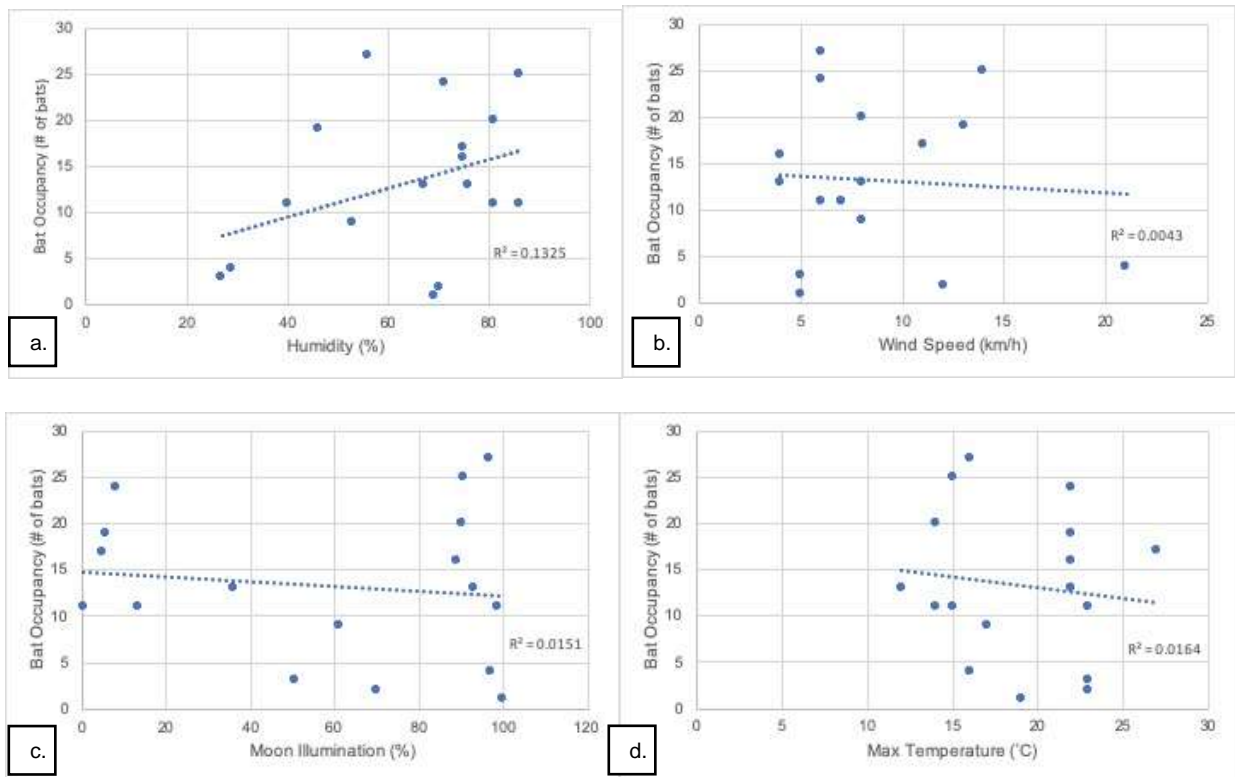 30
25
20
15
10
5
0
Bat Occupancy (# of bats)
R² = 0.1325
0 20 40 60 80 100
Humidity (%)
a.
30
25
20
15
10
5
0
Bat Occupancy (# of bats)
R² = 0.0043
0 5 10 15 20 25
Wind Speed (km/h)
b.
30
25
20
15
10
5
0
Bat Occupancy (# of bats)
R² = 0.0151
0 20 40 60 80 100 120
Moon Illumination (%)
c.
30
25
20
15
10
5
0
Bat Occupancy (# of bats)
R² = 0.0164
0 5 10 15 20 25 30
Max Temperature (˚C)
d.